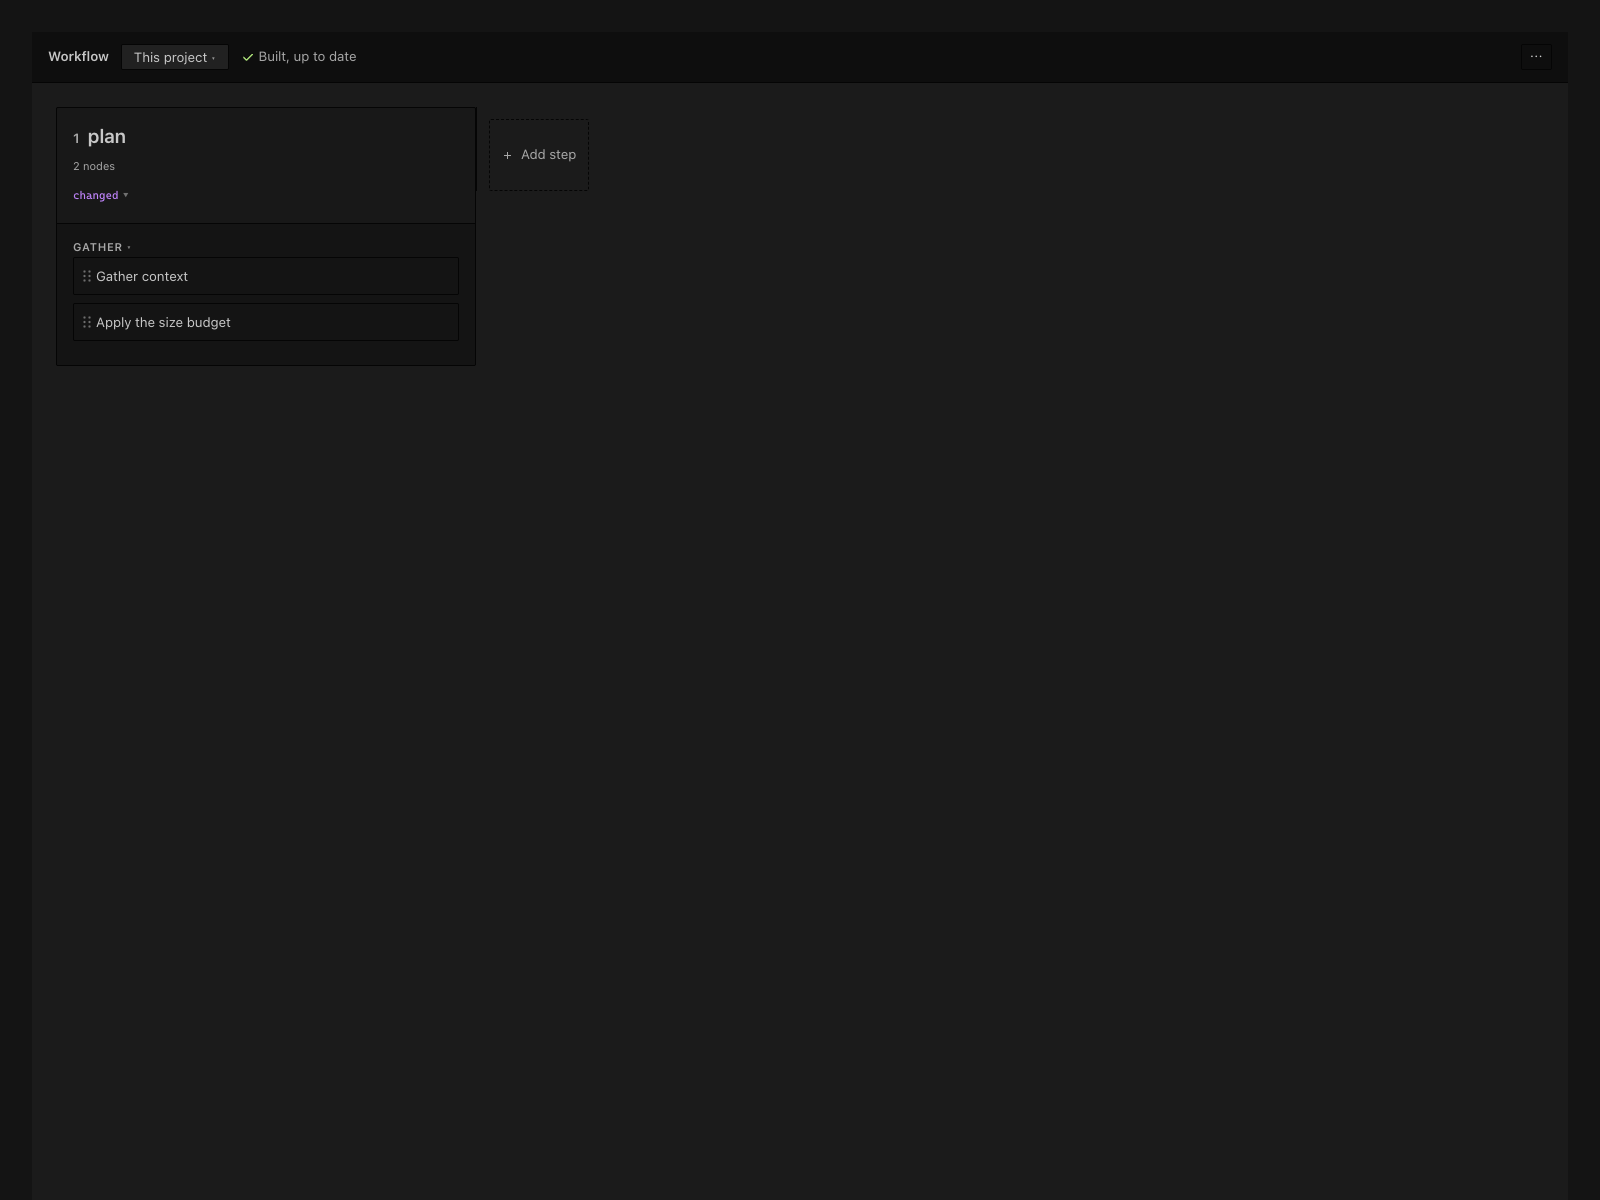 Workflow
This project
Built, up to date
...
1 plan
2 nodes
changed
GATHER
Gather context
Apply the size budget
+ Add step